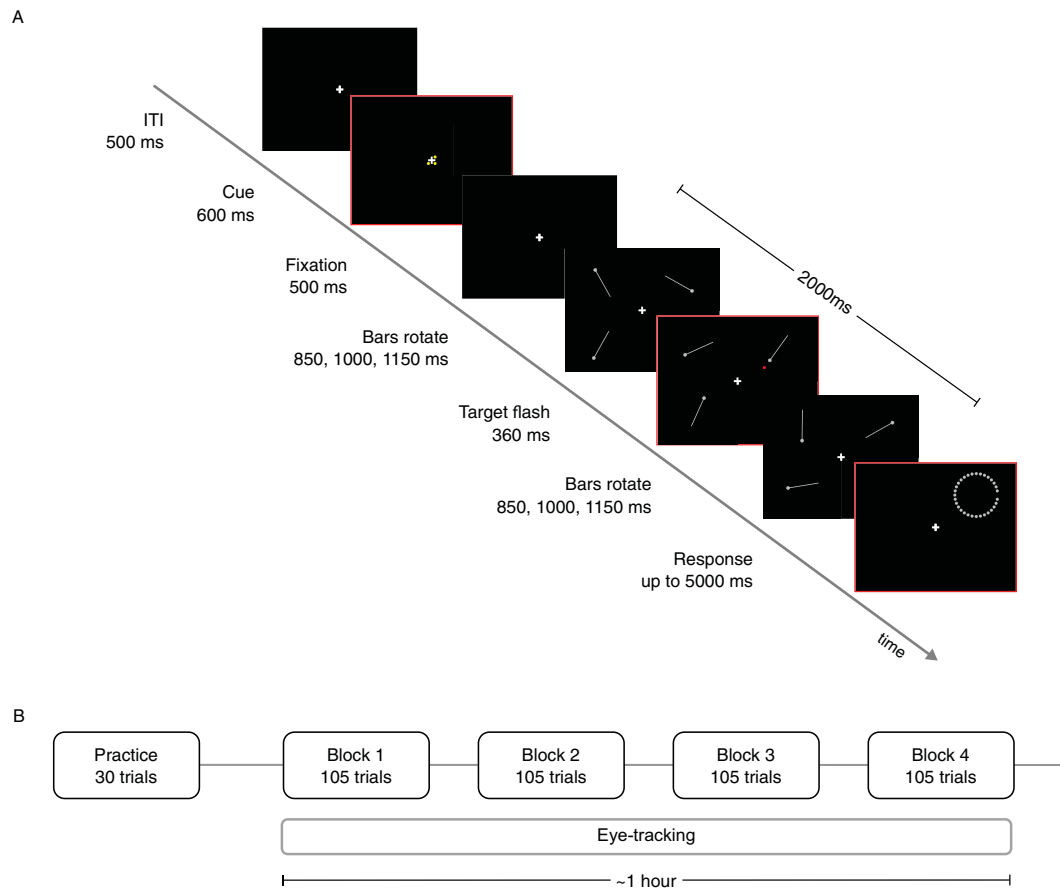 A
ITI
500 ms
Cue
600 ms
Fixation
500 ms
2000ms
Bars rotate
850, 1000, 1150 ms
Target flash
360 ms
Bars rotate
850, 1000, 1150 ms
Response
up to 5000 ms
time
B
Practice
30 trials
Block 1
105 trials
Block 2
105 trials
Block 3
105 trials
Block 4
105 trials
Eye-tracking
~1 hour